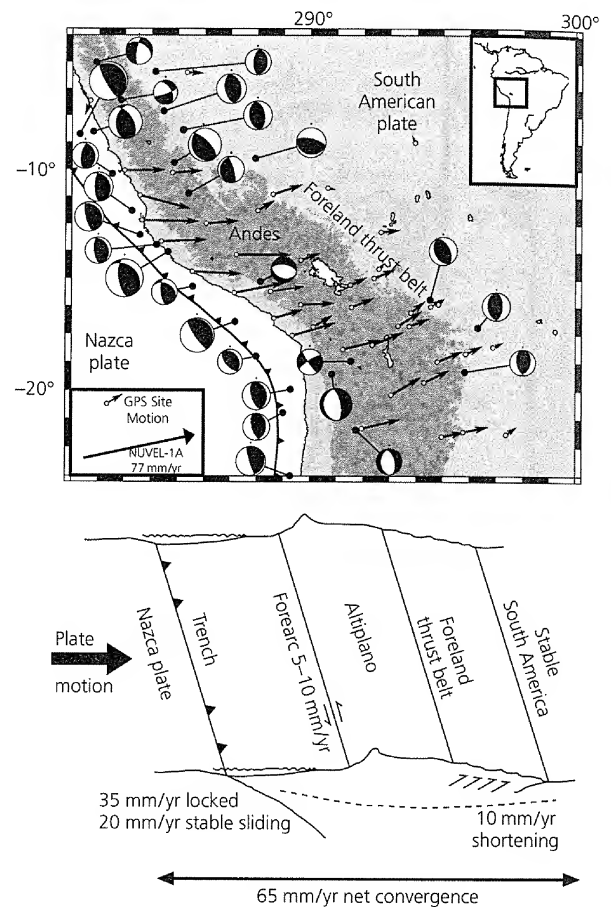 290°
300°
South
American
plate
–10°
Foreland thrust belt
Andes
Nazca
plate
–20°
GPS Site
Motion
NUVEL-1A
77 mm/yr
Plate
motion
Nazca plate
Trench
Forearc 5–10 mm/yr
Altiplano
Foreland
thrust belt
Stable
South America
35 mm/yr locked
20 mm/yr stable sliding
10 mm/yr
shortening
65 mm/yr net convergence